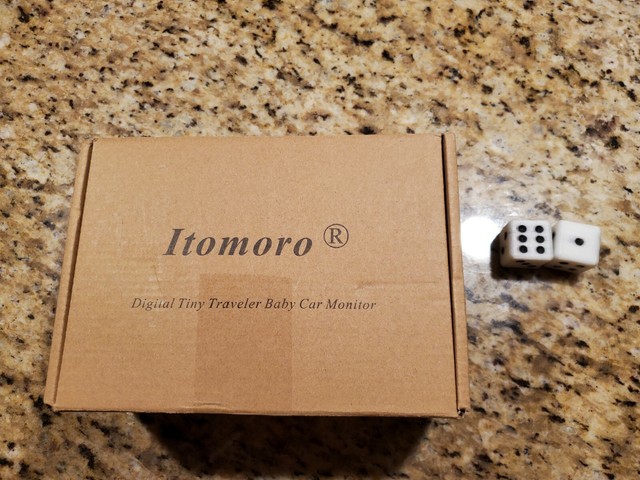 Itomoro ®
Digital Tiny Traveler Baby Car Monitor